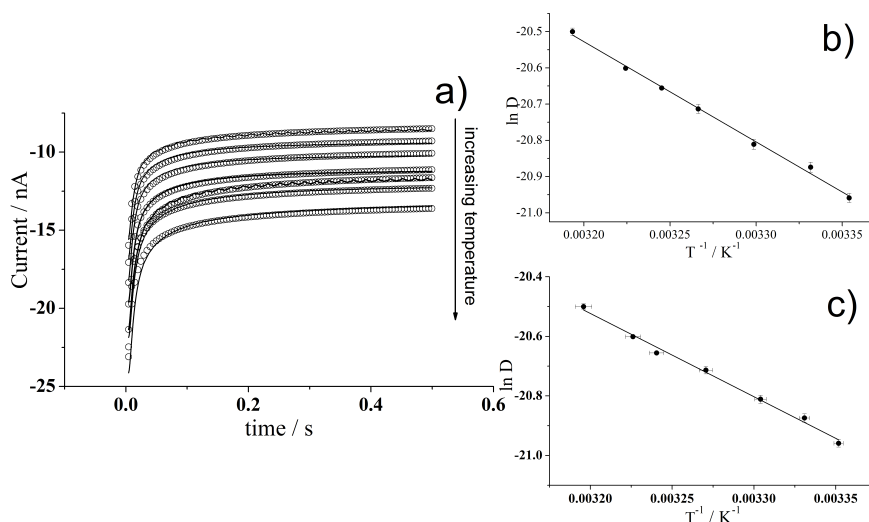 a)
-10
-15
-20
-25
Current / nA
0.0
0.2
0.4
0.6
time / s
increasing temperature
b)
-20.5
-20.6
-20.7
-20.8
-20.9
-21.0
ln D
0.00320
0.00325
0.00330
0.00335
T -1 / K-1
c)
-20.4
-20.6
-20.8
-21.0
ln D
0.00320
0.00325
0.00330
0.00335
T -1 / K-1